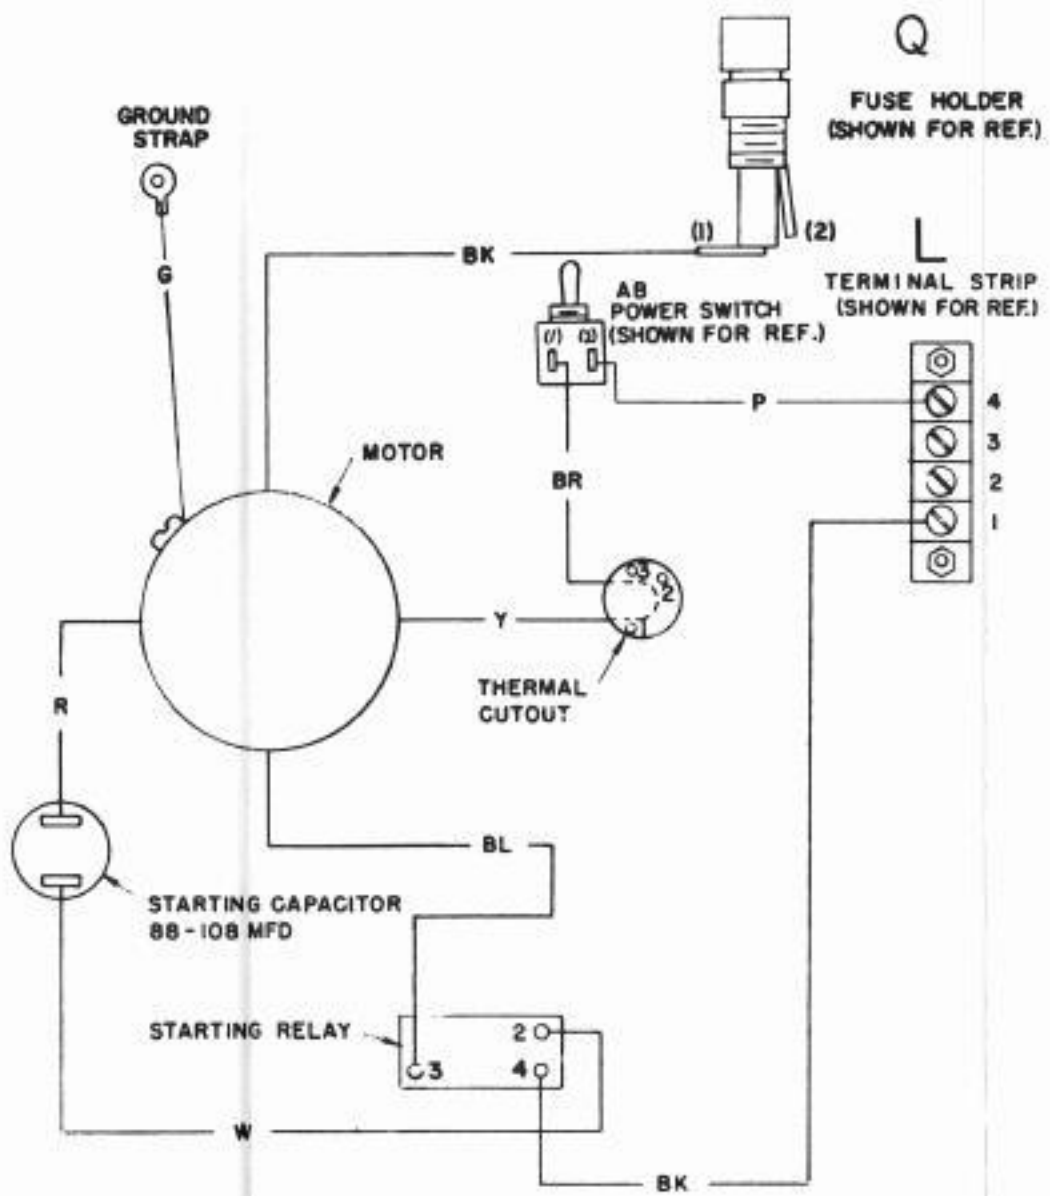 Q
FUSE HOLDER
(SHOWN FOR REF.)
GROUND
STRAP
G
BK
(1)
(2)
L
TERMINAL STRIP
(SHOWN FOR REF.)
AB
POWER SWITCH
(SHOWN FOR REF.)
(1)
P
4
3
2
1
MOTOR
BR
3
2
1
Y
THERMAL
CUTOUT
R
BL
STARTING CAPACITOR
88-108 MFD
STARTING RELAY
2
3
4
W
BK